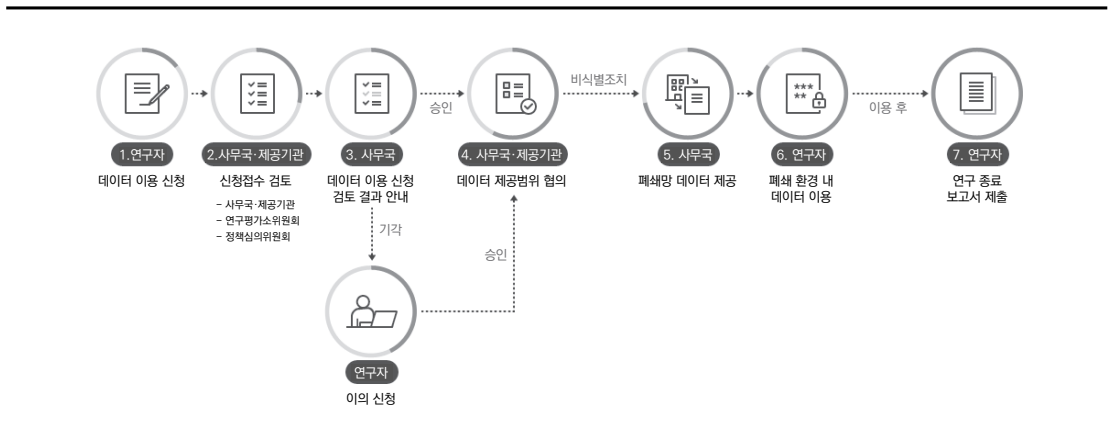 1.연구자
데이터 이용 신청
2.사무국·제공기관
신청접수 검토
- 사무국·제공기관
- 연구평가소위원회
- 정책심의위원회
3. 사무국
데이터 이용 신청
검토 결과 안내
기각
연구자
이의 신청
승인
승인
4. 사무국·제공기관
데이터 제공범위 협의
비식별조치
5. 사무국
폐쇄망 데이터 제공
6. 연구자
폐쇄 환경 내
데이터 이용
이용 후
7. 연구자
연구 종료
보고서 제출